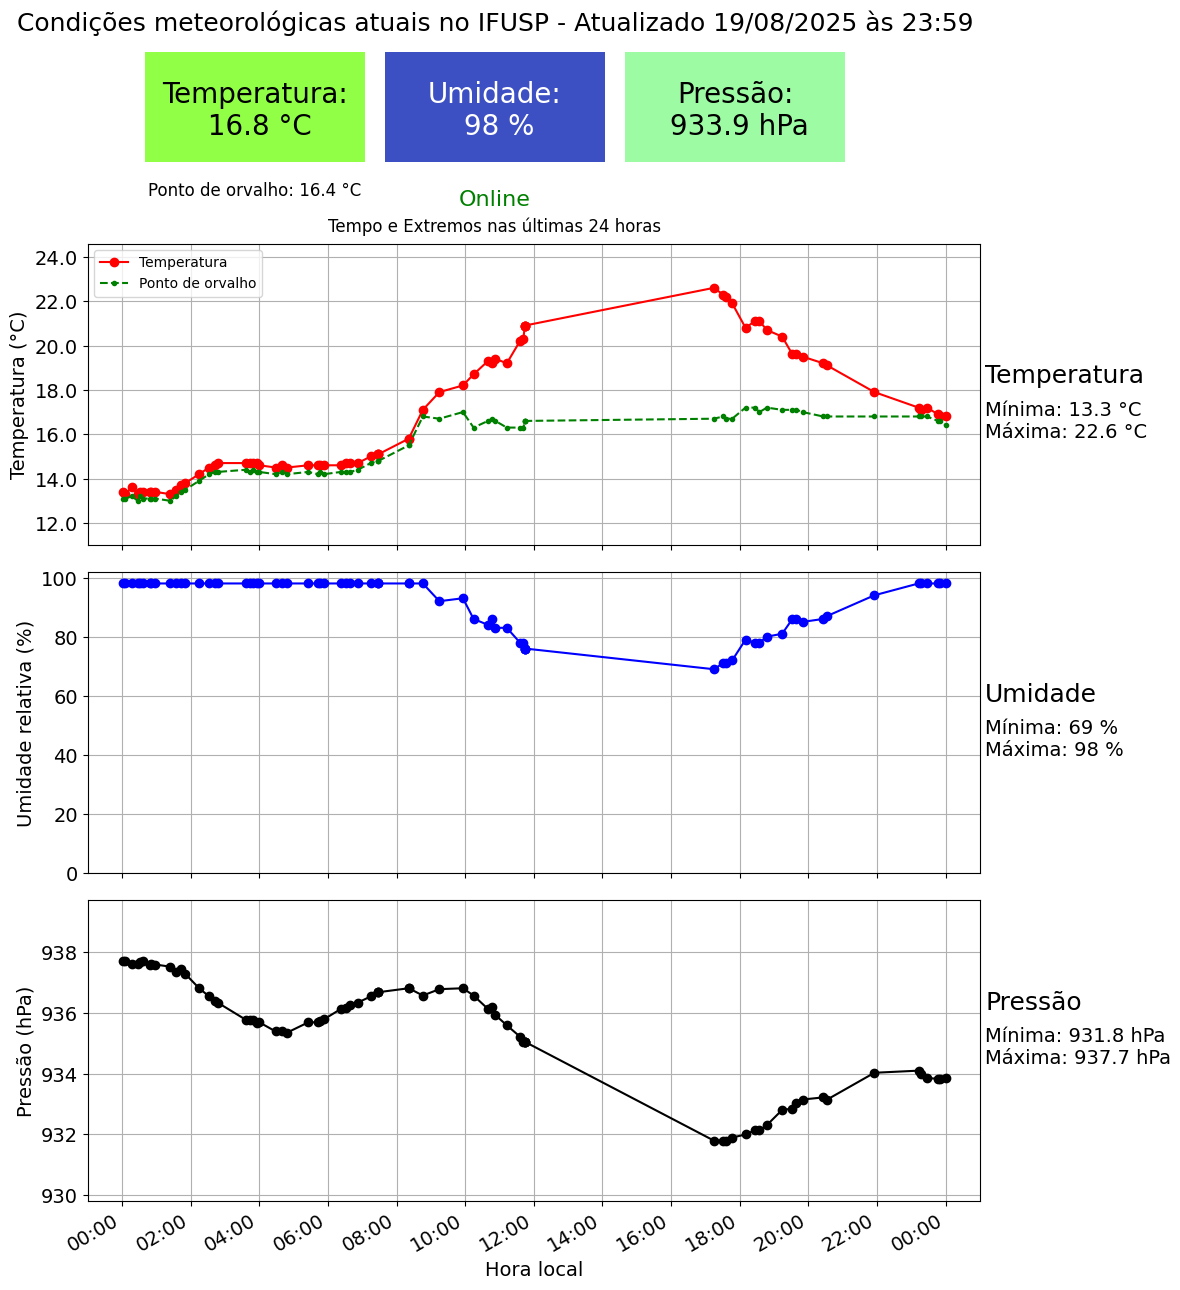 Condições meteorológicas atuais no IFUSP - Atualizado 19/08/2025 às 23:59
Temperatura:
16.8 °C
Umidade:
98 %
Pressão:
933.9 hPa
Ponto de orvalho: 16.4 °C
Online
Tempo e Extremos nas últimas 24 horas
Temperatura
Ponto de orvalho
Temperatura (°C)
24.0
22.0
20.0
18.0
16.0
14.0
12.0
Temperatura
Mínima: 13.3 °C
Máxima: 22.6 °C
Umidade relativa (%)
100
80
60
40
20
0
Umidade
Mínima: 69 %
Máxima: 98 %
Pressão (hPa)
938
936
934
932
930
Pressão
Mínima: 931.8 hPa
Máxima: 937.7 hPa
00:00 02:00 04:00 06:00 08:00 10:00 12:00 14:00 16:00 18:00 20:00 22:00 00:00
Hora local